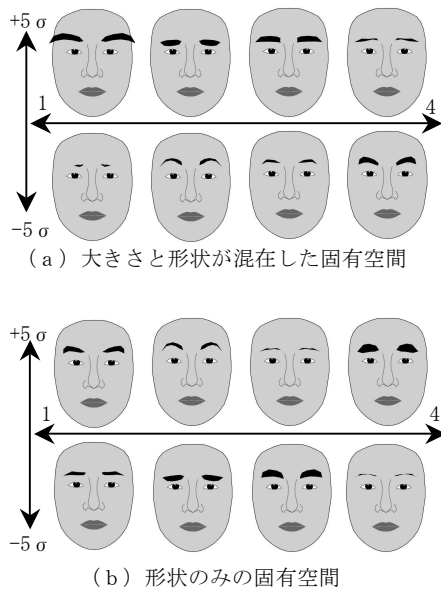 +5 σ
1
4
−5 σ
(a) 大きさと形状が混在した固有空間
+5 σ
1
4
−5 σ
(b) 形状のみの固有空間